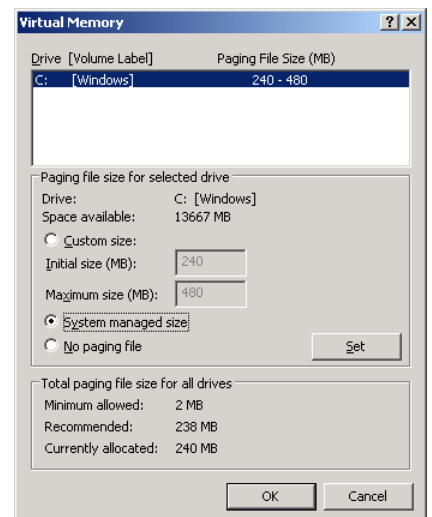 Virtual Memory
Drive [Volume Label] Paging File Size (MB)
C: [Windows] 240 - 480
Paging file size for selected drive
Drive: C: [Windows]
Space available: 13667 MB
Custom size:
Initial size (MB): 240
Maximum size (MB): 480
System managed size
No paging file Set
Total paging file size for all drives
Minimum allowed: 2 MB
Recommended: 238 MB
Currently allocated: 240 MB
OK Cancel